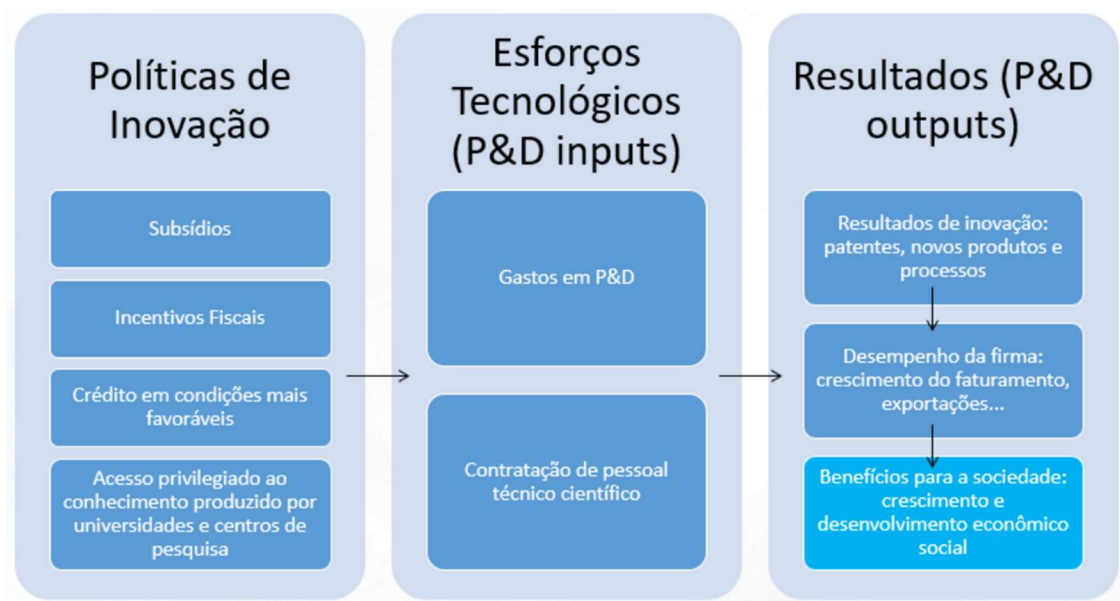 Políticas de
Inovação
Subsídios
Incentivos Fiscais
Crédito em condições mais
favoráveis
Acesso privilegiado ao
conhecimento produzido por
universidades e centros de
pesquisa
Esforços
Tecnológicos
(P&D inputs)
Gastos em P&D
Contratação de pessoal
técnico científico
Resultados (P&D
outputs)
Resultados de inovação:
patentes, novos produtos e
processos
Desempenho da firma:
crescimento do faturamento,
exportações...
Benefícios para a sociedade:
crescimento e
desenvolvimento econômico
social